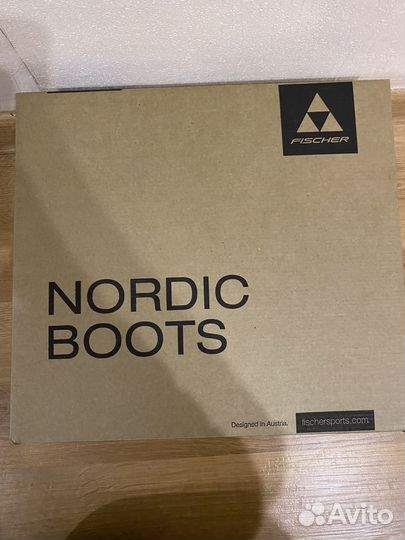 FISCHER
NORDIC
BOOTS
Designed in Austria.
fischersports.com
Avito